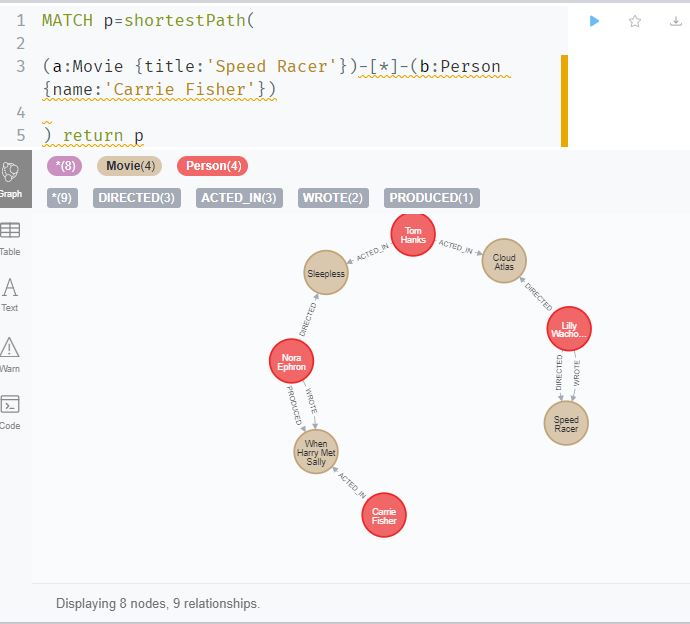 1 MATCH p=shortestPath(
2
3 (a:Movie {title:'Speed Racer'})-[*]-(b:Person
{name:'Carrie Fisher'})
4
5 ) return p
*(8) Movie(4) Person(4)
*(9) DIRECTED(3) ACTED_IN(3) WROTE(2) PRODUCED(1)
Graph
Table
Text
Warn
Code
Tom
Hanks
ACTED_IN
ACTED_IN
Sleepless
Cloud
Atlas
DIRECTED
DIRECTED
Lilly
Wacho...
Nora
Ephron
DIRECTED
WROTE
PRODUCED
WROTE
Speed
Racer
When
Harry Met
Sally
ACTED_IN
Carrie
Fisher
Displaying 8 nodes, 9 relationships.